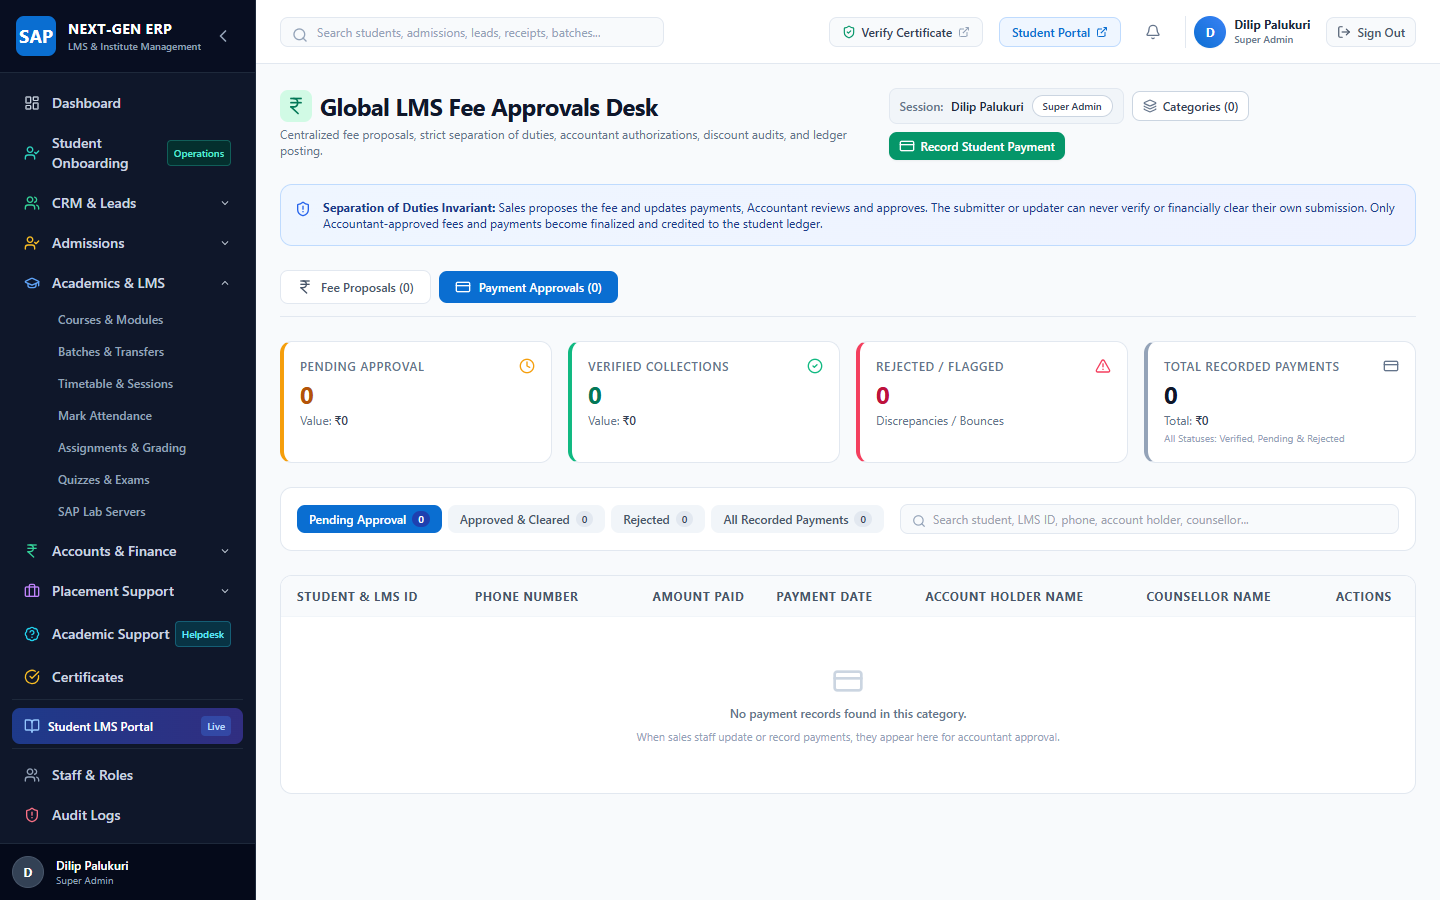 SAP
NEXT-GEN ERP
LMS & Institute Management
Search students, admissions, leads, receipts, batches...
Verify Certificate
Student Portal
D
Dilip Palukuri
Super Admin
Sign Out
Dashboard
Student Onboarding
Operations
CRM & Leads
Admissions
Academics & LMS
Courses & Modules
Batches & Transfers
Timetable & Sessions
Mark Attendance
Assignments & Grading
Quizzes & Exams
SAP Lab Servers
Accounts & Finance
Placement Support
Academic Support
Helpdesk
Certificates
Student LMS Portal
Live
Staff & Roles
Audit Logs
D
Dilip Palukuri
Super Admin
₹ Global LMS Fee Approvals Desk
Centralized fee proposals, strict separation of duties, accountant authorizations, discount audits, and ledger
posting.
Session: Dilip Palukuri Super Admin
Categories (0)
Record Student Payment
Separation of Duties Invariant: Sales proposes the fee and updates payments, Accountant reviews and approves. The submitter or updater can never verify or financially clear their own submission. Only
Accountant-approved fees and payments become finalized and credited to the student ledger.
₹ Fee Proposals (0)
Payment Approvals (0)
PENDING APPROVAL
0
Value: ₹0
VERIFIED COLLECTIONS
0
Value: ₹0
REJECTED / FLAGGED
0
Discrepancies / Bounces
TOTAL RECORDED PAYMENTS
0
Total: ₹0
All Statuses: Verified, Pending & Rejected
Pending Approval 0
Approved & Cleared 0
Rejected 0
All Recorded Payments 0
Search student, LMS ID, phone, account holder, counsellor...
STUDENT & LMS ID PHONE NUMBER AMOUNT PAID PAYMENT DATE ACCOUNT HOLDER NAME COUNSELLOR NAME ACTIONS
No payment records found in this category.
When sales staff update or record payments, they appear here for accountant approval.